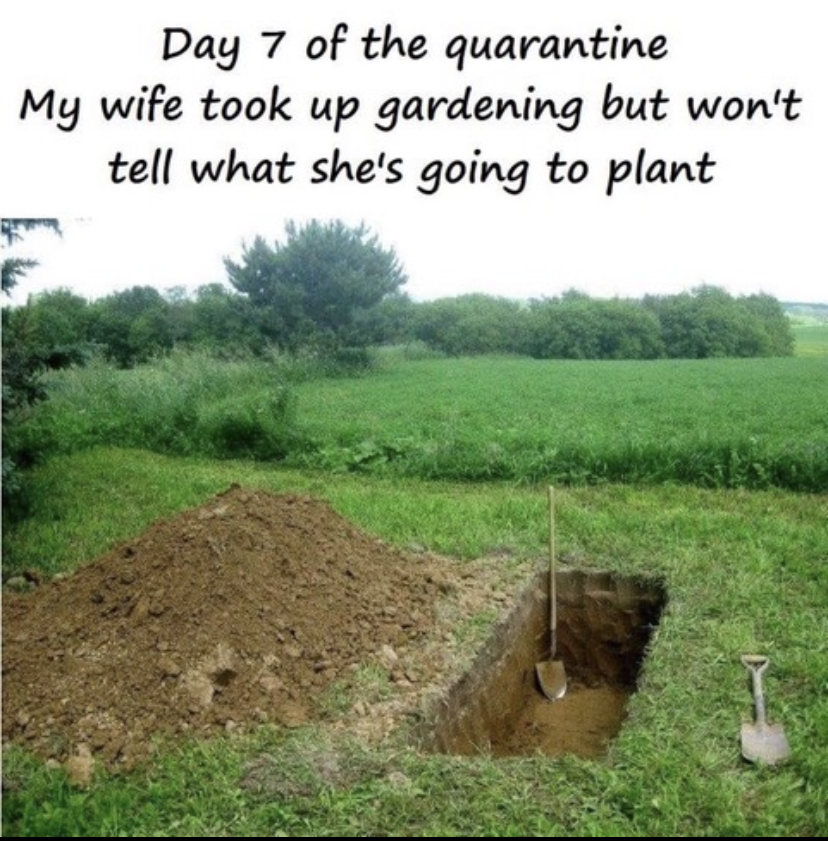 Day 7 of the quarantine
My wife took up gardening but won't
tell what she's going to plant